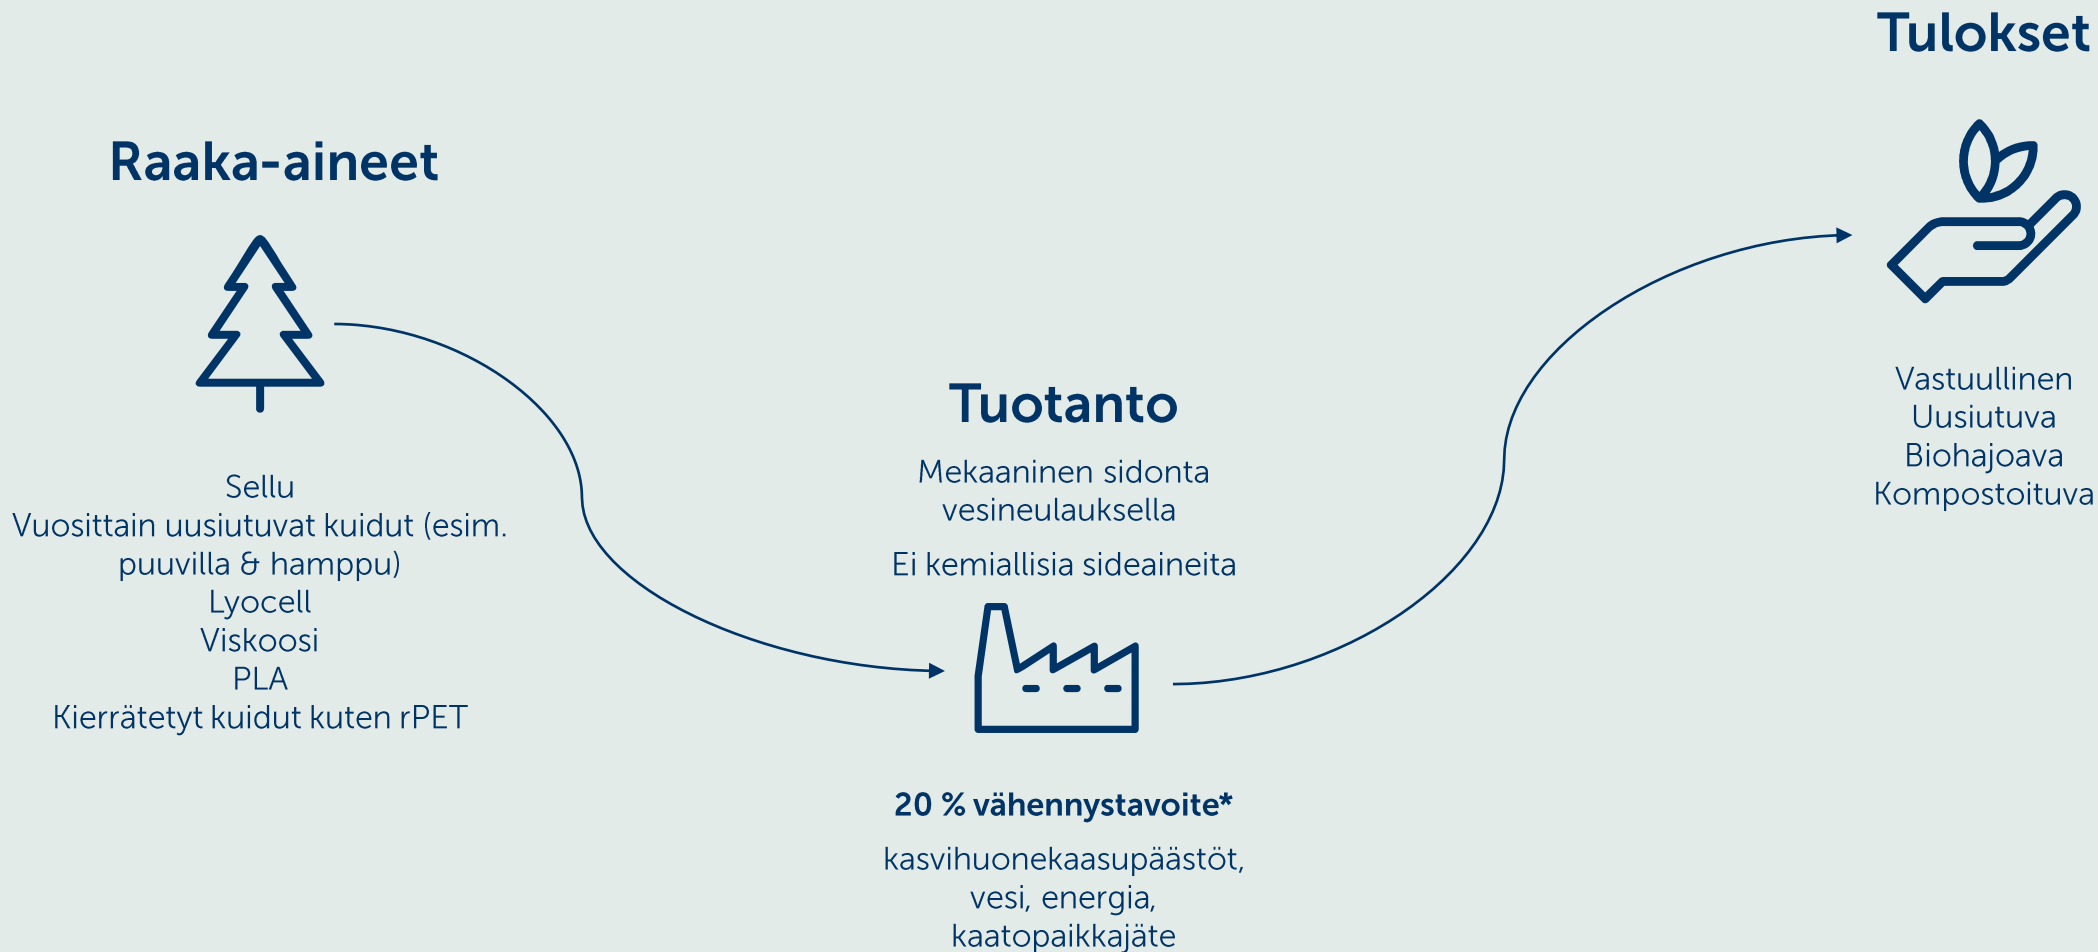 Raaka-aineet
Sellu
Vuosittain uusiutuvat kuidut (esim.
puuvilla & hamppu)
Lyocell
Viskoosi
PLA
Kierrätetyt kuidut kuten rPET
Tuotanto
Mekaaninen sidonta
vesineulauksella
Ei kemiallisia sideaineita
20 % vähennystavoite*
kasvihuonekaasupäästöt,
vesi, energia,
kaatopaikkajäte
Tulokset
Vastuullinen
Uusiutuva
Biohajoava
Kompostoituva